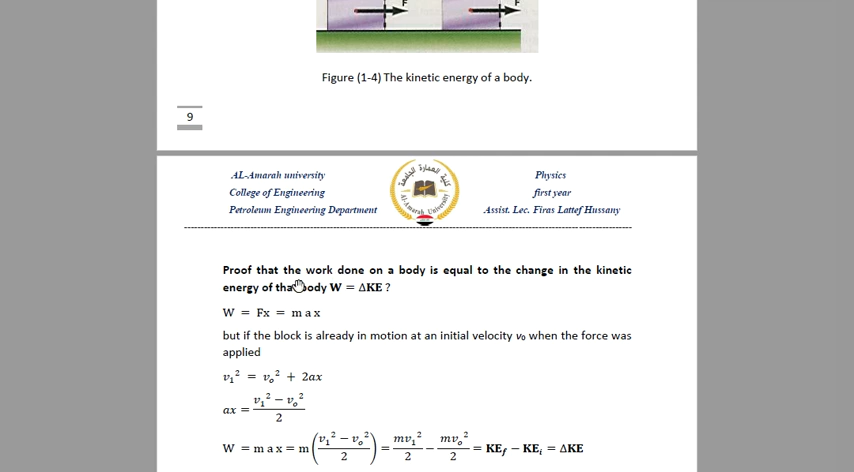 F F
Figure (1-4) The kinetic energy of a body.
9
AL-Amarah university
College of Engineering
Petroleum Engineering Department
Physics
first year
Assist. Lec. Firas Lattef Hussany
Proof that the work done on a body is equal to the change in the kinetic
energy of that body W = ΔKE ?
W = Fx = m a x
but if the block is already in motion at an initial velocity v₀ when the force was
applied
v₁² = vₒ² + 2ax
ax = (v₁² − vₒ²)/2
W = m a x = m((v₁² − vₒ²)/2) = mv₁²/2 − mvₒ²/2 = KE_f − KE_i = ΔKE